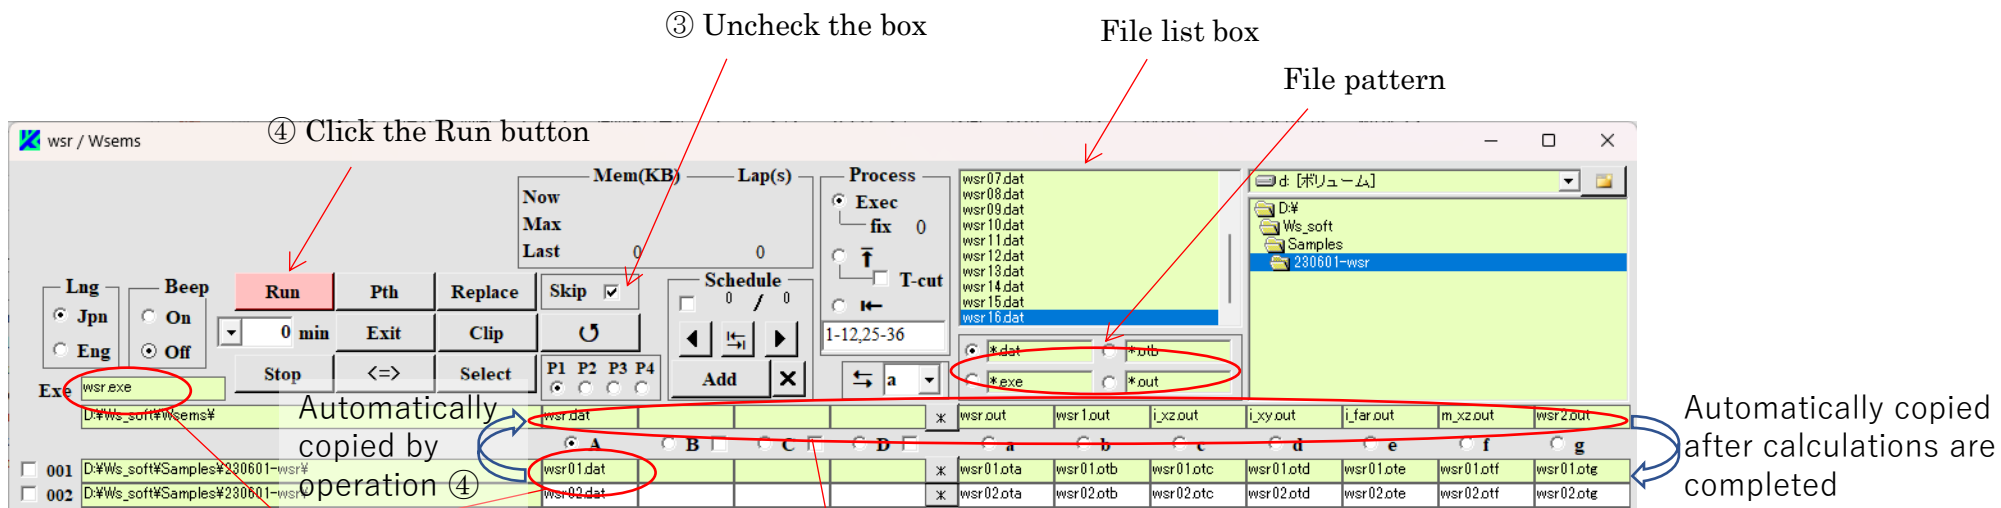 ③ Uncheck the box
File list box
File pattern
④ Click the Run button
wsr / Wsems
Mem(KB) Lap(s)
Now
Max
Last 0 0
Process
Exec
fix 0
T-cut
1-12,25-36
wsr07.dat
wsr08.dat
wsr09.dat
wsr10.dat
wsr11.dat
wsr12.dat
wsr13.dat
wsr14.dat
wsr15.dat
wsr16.dat
d: [ボリューム]
D:¥
Ws_soft
Samples
230601-wsr
Lng
Jpn
Eng
Beep
On
Off
Run Pth Replace
0 min Exit Clip ↺
Stop <=> Select
Skip
P1 P2 P3 P4
Schedule
0 / 0
Add X
⇆ a
*.dat *.otb
*.exe *.out
Exe wsr.exe
D:¥Ws_soft¥Wsems¥ wsr.dat * wsr.out wsr1.out i_xz.out i_xy.out i_far.out m_xz.out wsr2.out
A B C D a b c d e f g
001 D:¥Ws_soft¥Samples¥230601-wsr¥ wsr01.dat * wsr01.ota wsr01.otb wsr01.otc wsr01.otd wsr01.ote wsr01.otf wsr01.otg
002 D:¥Ws_soft¥Samples¥230601-wsr¥ wsr02.dat * wsr02.ota wsr02.otb wsr02.otc wsr02.otd wsr02.ote wsr02.otf wsr02.otg
Automatically
copied by
operation ④
Automatically copied
after calculations are
completed